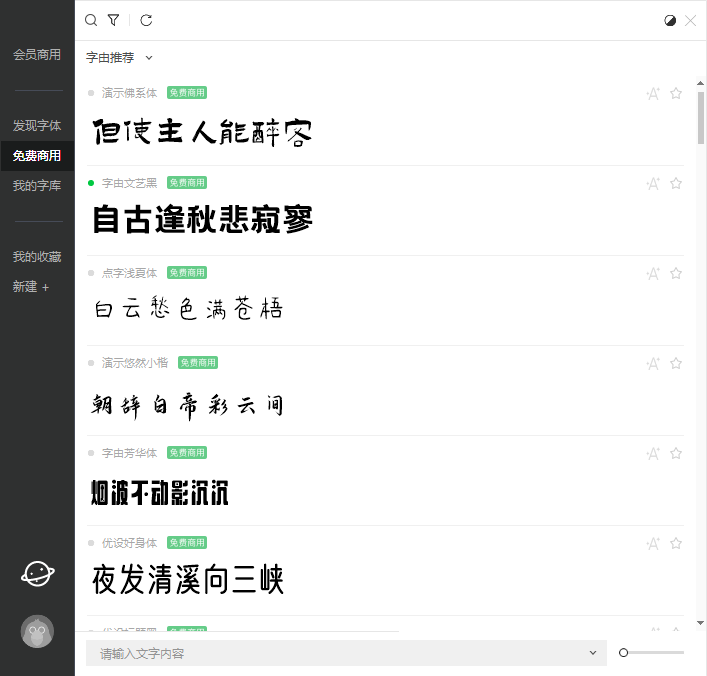 会员商用
发现字体
免费商用
我的字库
我的收藏
新建 +
字由推荐
演示佛系体 免费商用
但使主人能醉客
字由文艺黑 免费商用
自古逢秋悲寂寥
点字浅夏体 免费商用
白云愁色满苍梧
演示悠然小楷 免费商用
朝辞白帝彩云间
字由芳华体 免费商用
烟波不动影沉沉
优设好身体 免费商用
夜发清溪向三峡
请输入文字内容